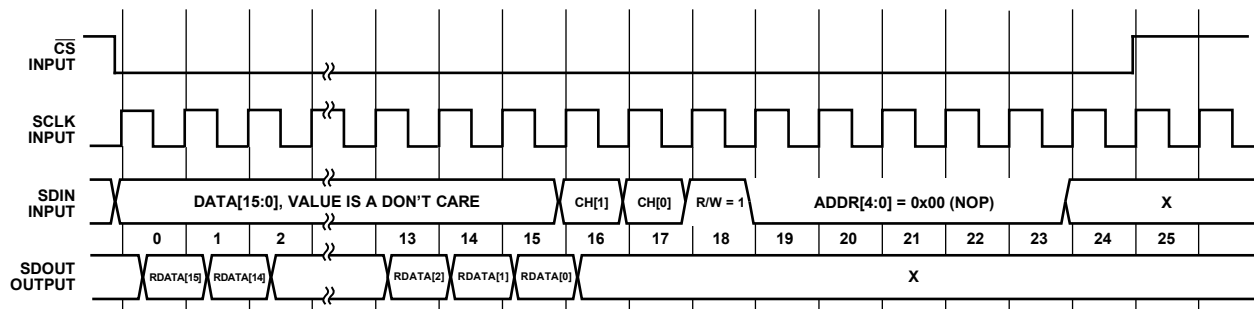 CS
INPUT
SCLK
INPUT
SDIN
INPUT
DATA[15:0], VALUE IS A DON'T CARE
CH[1]
CH[0]
R/W = 1
ADDR[4:0] = 0x00 (NOP)
X
0 1 2 13 14 15 16 17 18 19 20 21 22 23 24 25
SDOUT
OUTPUT
RDATA[15]
RDATA[14]
RDATA[2]
RDATA[1]
RDATA[0]
X